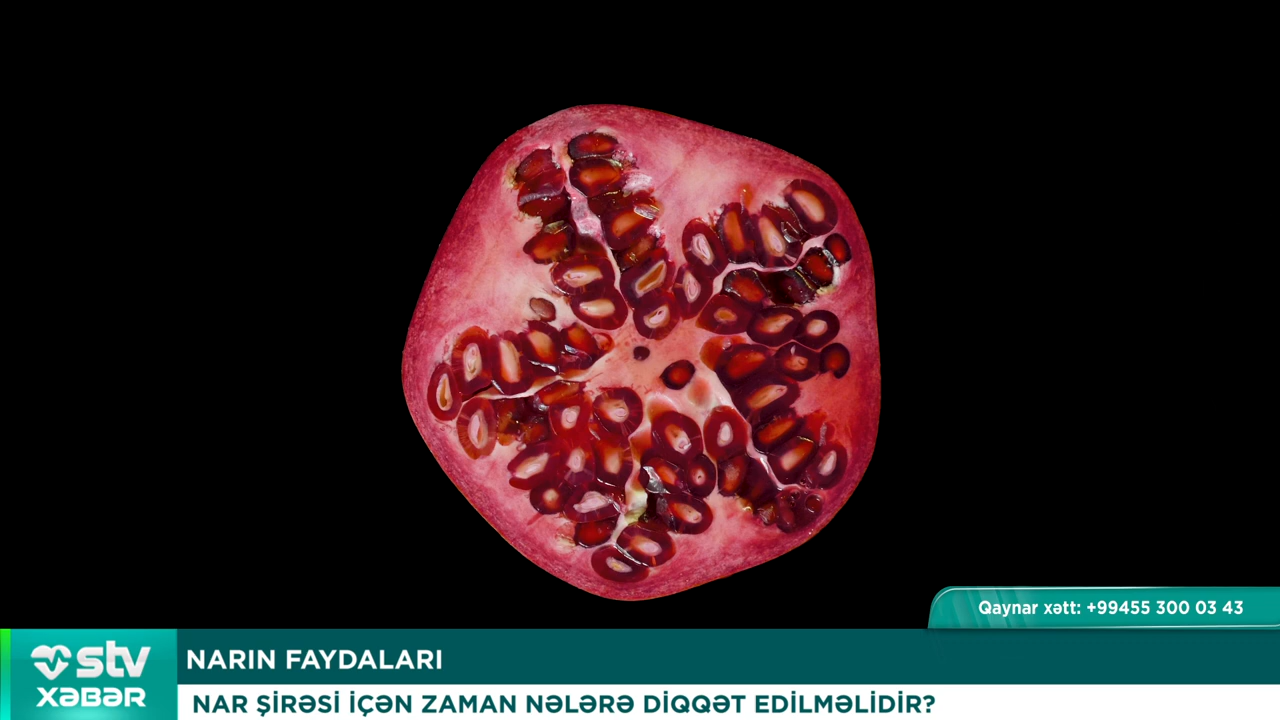 Qaynar xətt: +99455 300 03 43
stv
XƏBƏR
NARIN FAYDALARI
NAR ŞİRƏSİ İÇƏN ZAMAN NƏLƏRƏ DİQQƏT EDİLMƏLİDİR?